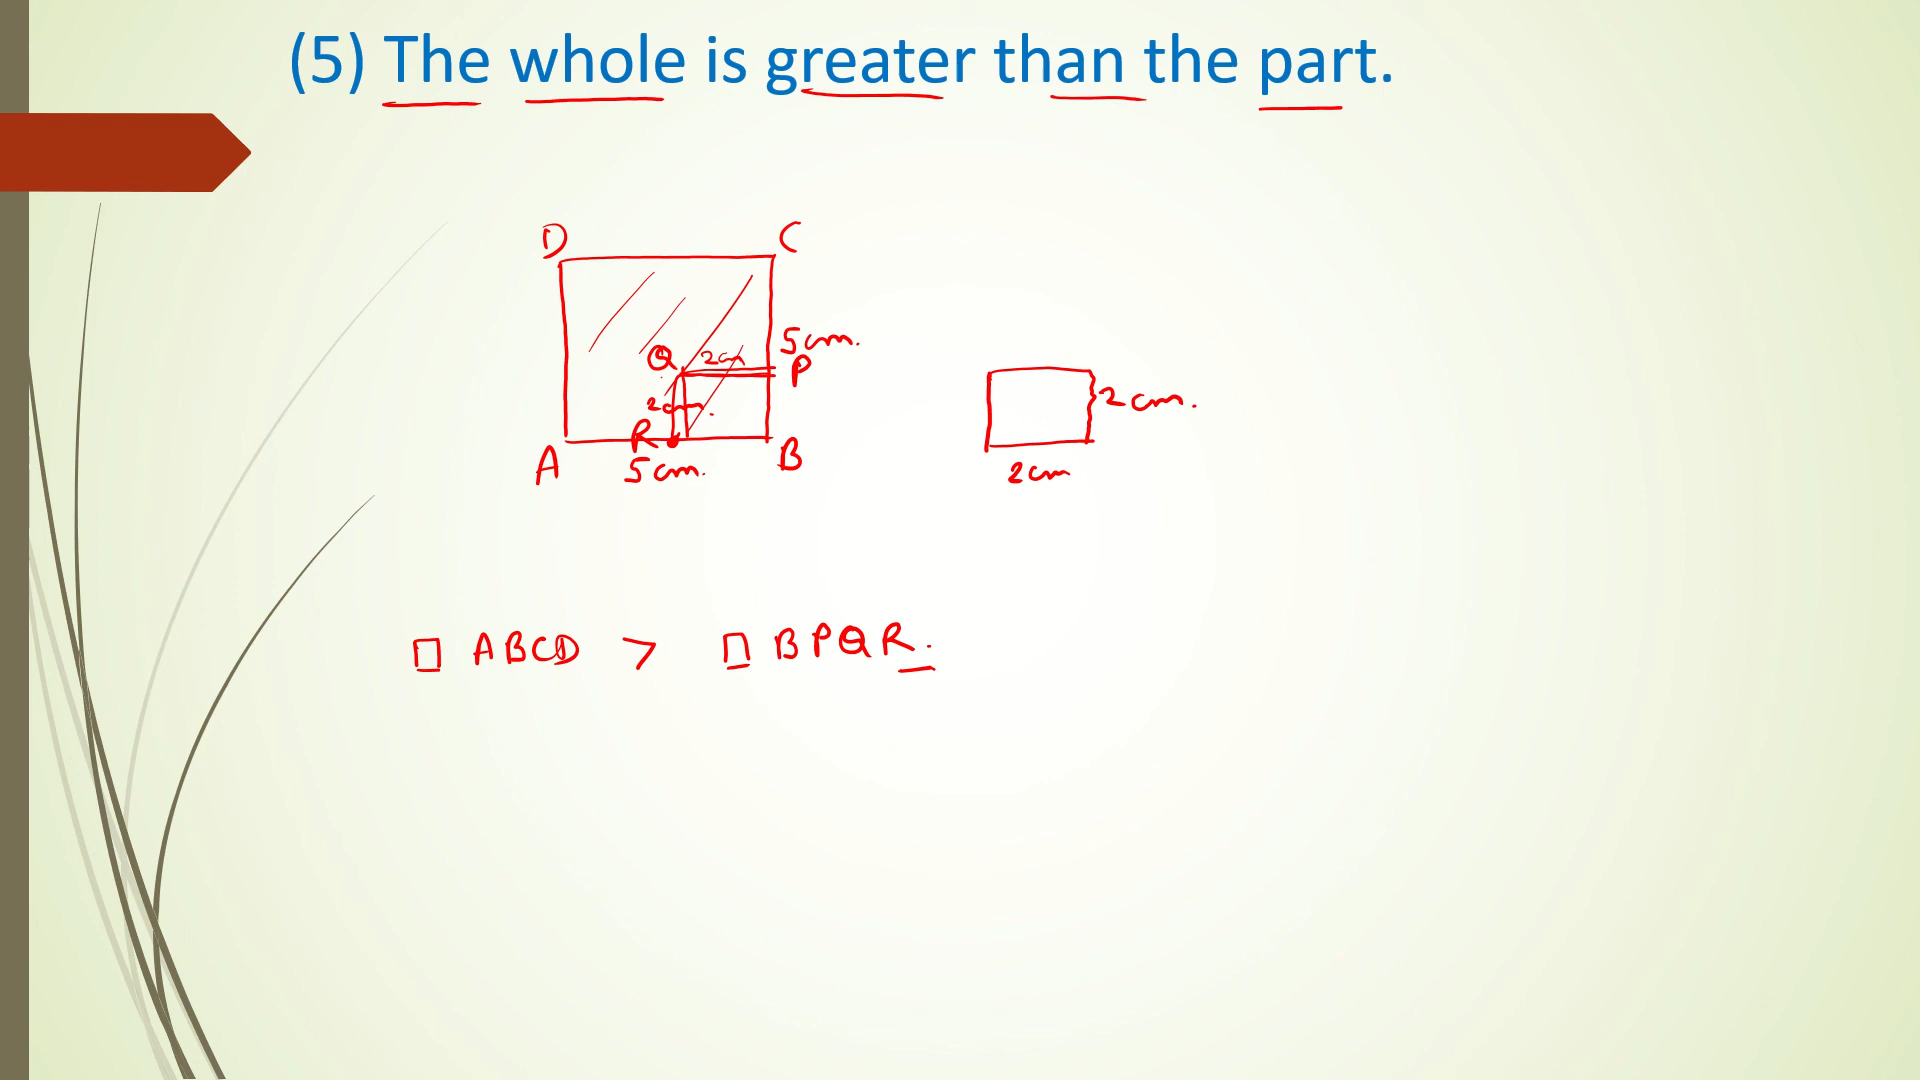 (5) The whole is greater than the part.
D C
5cm.
Q 2cm P
2cm.
R
A 5cm. B
2cm.
2cm
□ ABCD > □ BPQR.